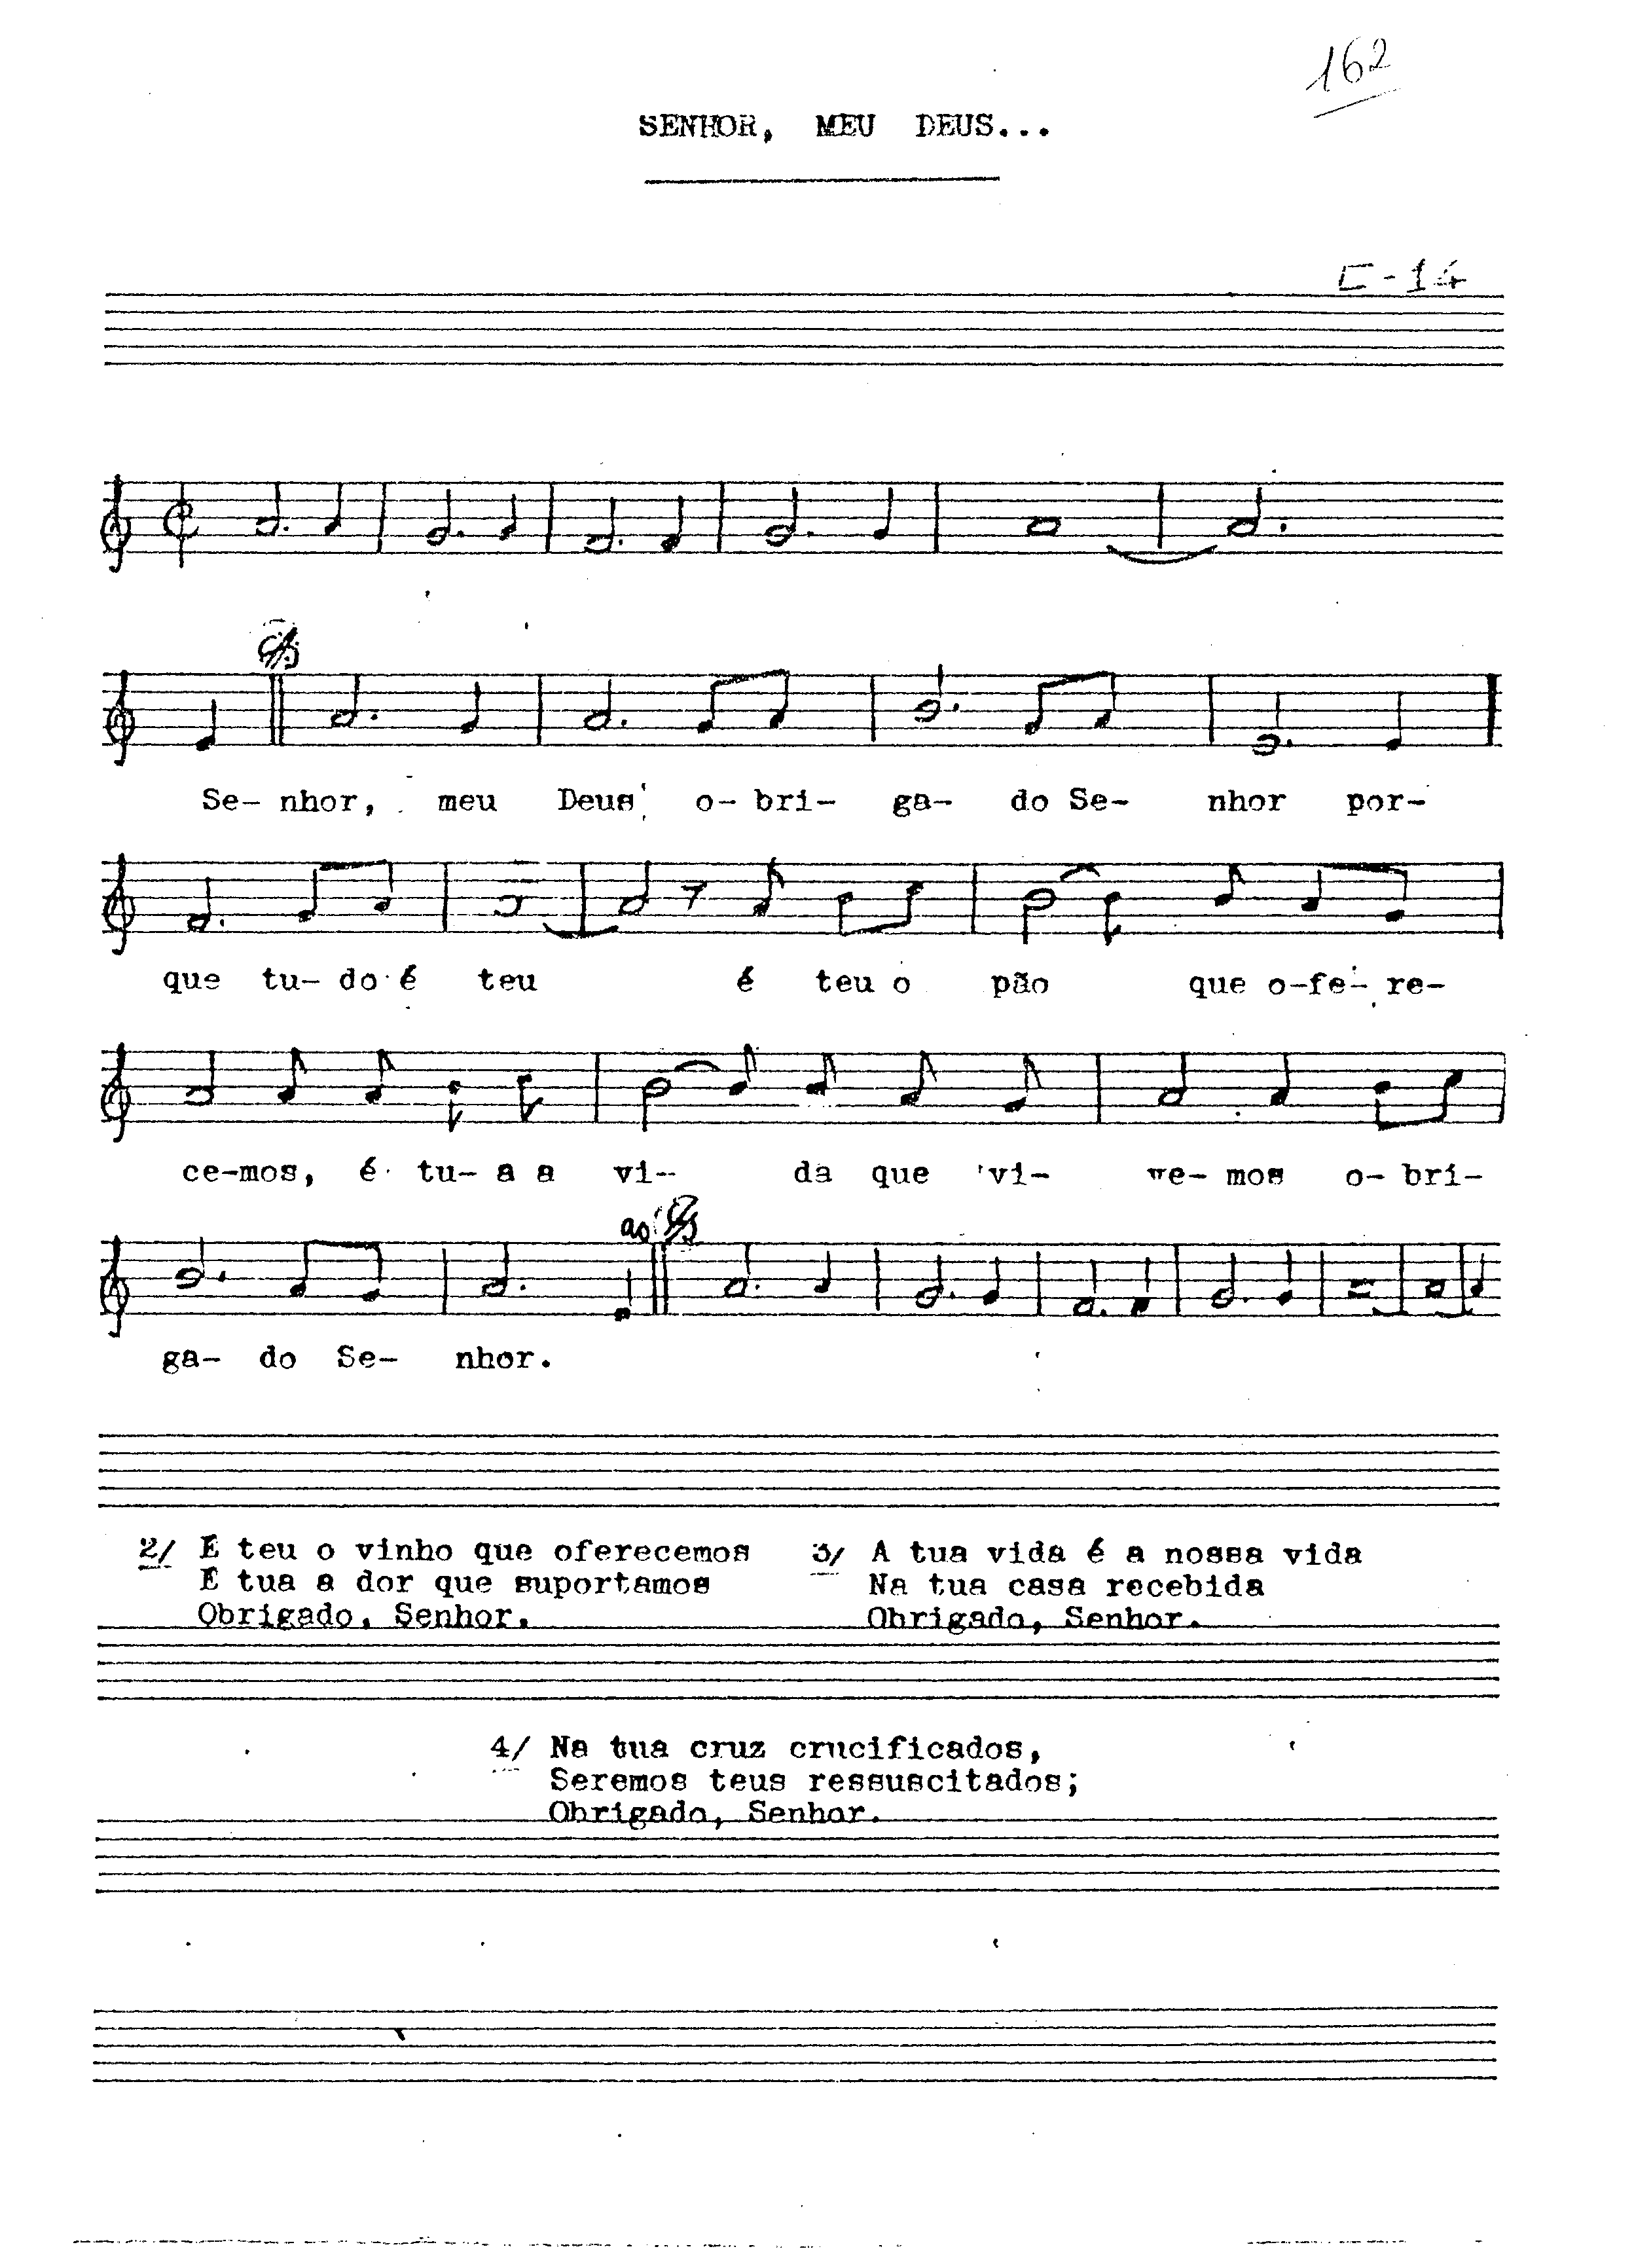 162
SENHOR, MEU DEUS...
C-14
Se- nhor, meu Deus o- bri- ga- do Se- nhor por-
que tu- do é teu é teu o pão que o-fe- re-
ce-mos, é tu- a a vi- da que vi- ve- mos o- bri-
ao
ga- do Se- nhor.
2/ É teu o vinho que oferecemos
É tua a dor que suportamos
Obrigado, Senhor.
3/ A tua vida é a nossa vida
Na tua casa recebida
Obrigado, Senhor.
4/ Na tua cruz crucificados,
Seremos teus ressuscitados;
Obrigado, Senhor.